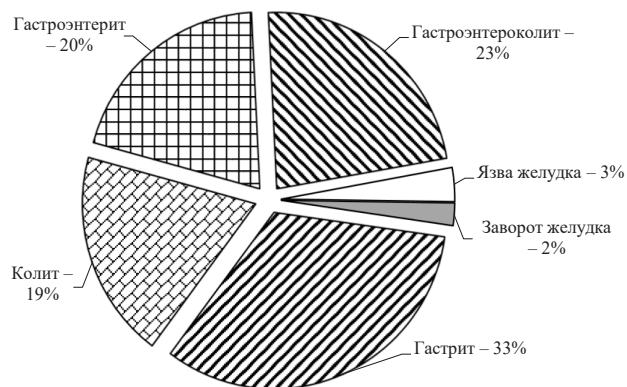 Гастроэнтерит
– 20%
Гастроэнтероколит –
23%
Язва желудка – 3%
Заворот желудка
– 2%
Гастрит – 33%
Колит –
19%